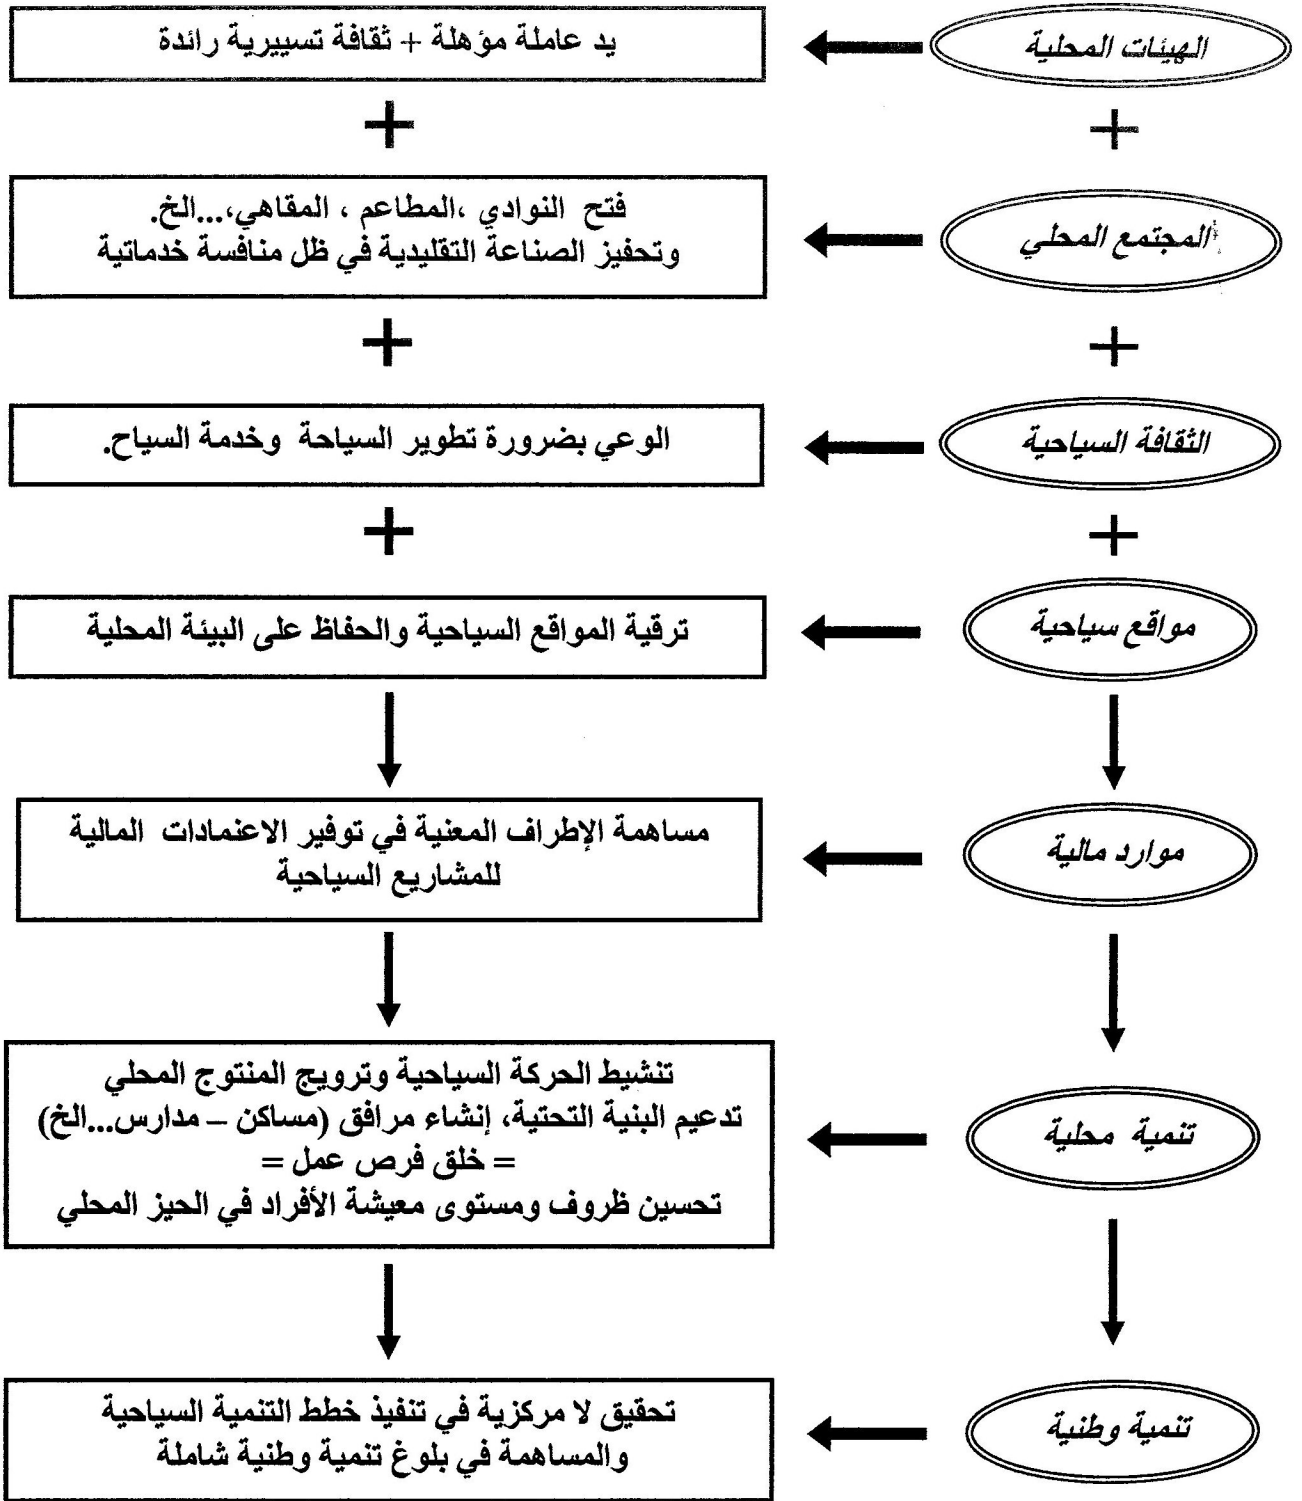 الهيئات المحلية
يد عاملة مؤهلة + ثقافة تسييرية رائدة
+
+
المجتمع المحلي
فتح النوادي ،المطاعم ، المقاهي،...الخ.
وتحفيز الصناعة التقليدية في ظل منافسة خدماتية
+
+
الثقافة السياحية
الوعي بضرورة تطوير السياحة وخدمة السياح.
+
+
مواقع سياحية
ترقية المواقع السياحية والحفاظ على البيئة المحلية
موارد مالية
مساهمة الإطراف المعنية في توفير الاعتمادات المالية
للمشاريع السياحية
تنمية محلية
تنشيط الحركة السياحية وترويج المنتوج المحلي
تدعيم البنية التحتية، إنشاء مرافق (مساكن – مدارس...الخ)
= خلق فرص عمل =
تحسين ظروف ومستوى معيشة الأفراد في الحيز المحلي
تنمية وطنية
تحقيق لا مركزية في تنفيذ خطط التنمية السياحية
والمساهمة في بلوغ تنمية وطنية شاملة